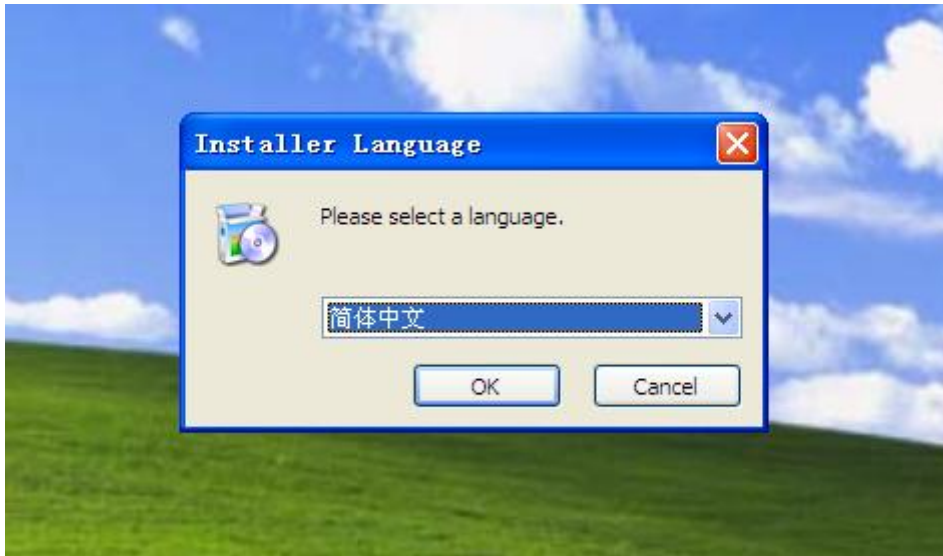 Installer Language
Please select a language.
简体中文
OK
Cancel